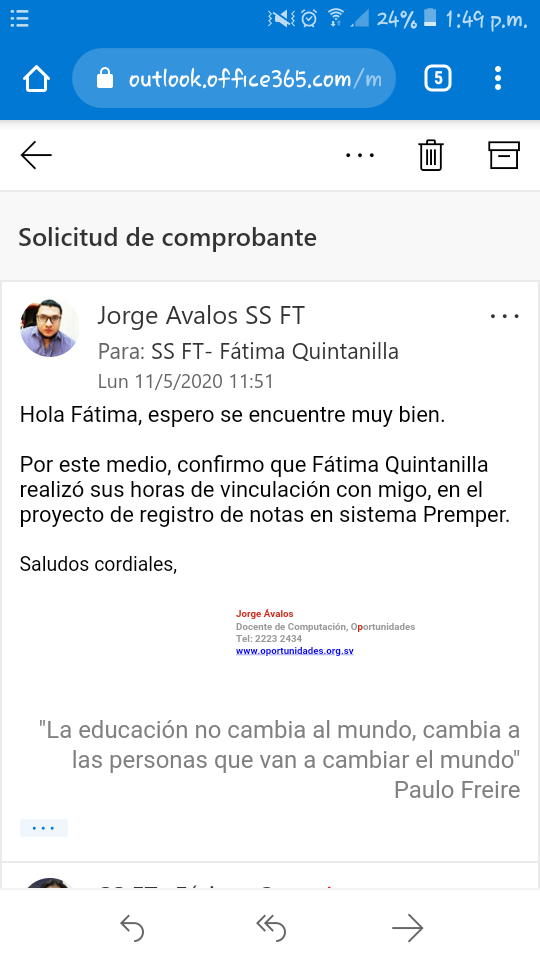 24% 1:49 p.m.
outlook.office365.com/m
5
Solicitud de comprobante
Jorge Avalos SS FT
Para: SS FT- Fátima Quintanilla
Lun 11/5/2020 11:51
Hola Fátima, espero se encuentre muy bien.
Por este medio, confirmo que Fátima Quintanilla
realizó sus horas de vinculación con migo, en el
proyecto de registro de notas en sistema Premper.
Saludos cordiales,
Jorge Ávalos
Docente de Computación, Oportunidades
Tel: 2223 2434
www.oportunidades.org.sv
"La educación no cambia al mundo, cambia a
las personas que van a cambiar el mundo"
Paulo Freire